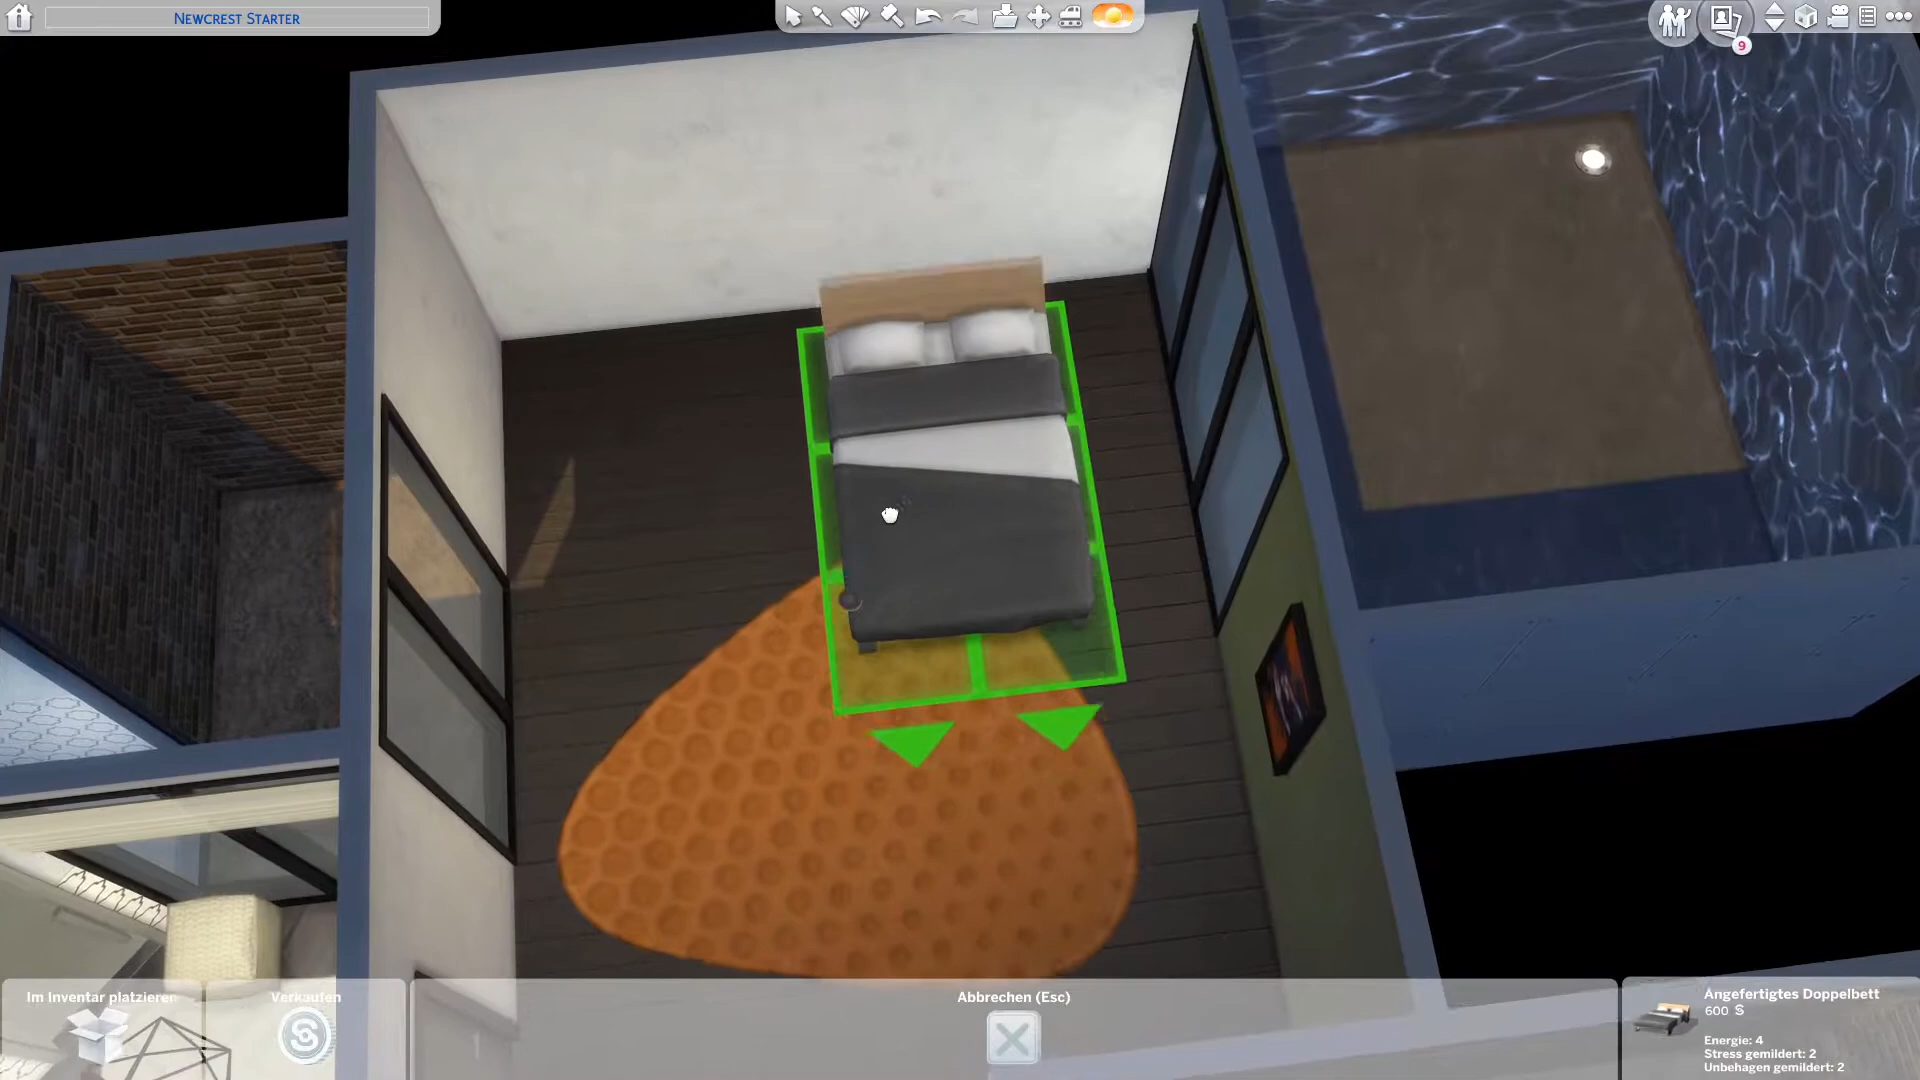 Newcrest Starter
9
Im Inventar platzieren
Verkaufen
Abbrechen (Esc)
Angefertigtes Doppelbett
600 §
Energie: 4
Stress gemildert: 2
Unbehagen gemildert: 2